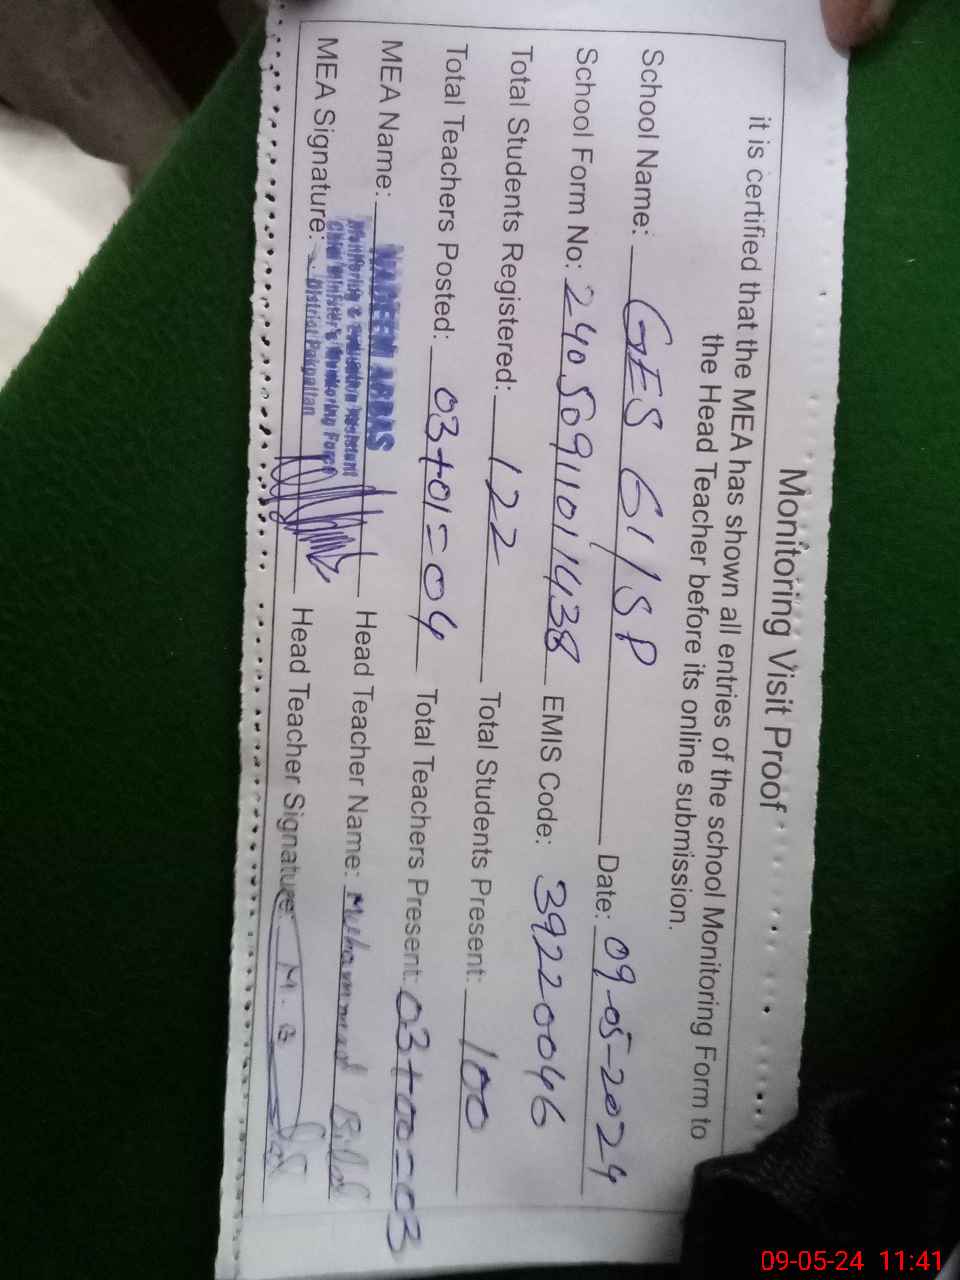 Monitoring Visit Proof
it is certified that the MEA has shown all entries of the school Monitoring Form to
the Head Teacher before its online submission.
School Name: GES 61/SP Date: 09-05-2024
School Form No: 24050911011438 EMIS Code: 39220046
Total Students Registered: 122 Total Students Present: 100
Total Teachers Posted: 03+01=04 Total Teachers Present: 03+00=03
MEA Name: NADEEM ABBAS Head Teacher Name: Muhammad Bilal
Monitoring & Evaluation Assistant
Chief Minister's Monitoring Force
District Pakpattan
MEA Signature: Head Teacher Signature: M. B
09-05-24 11:41